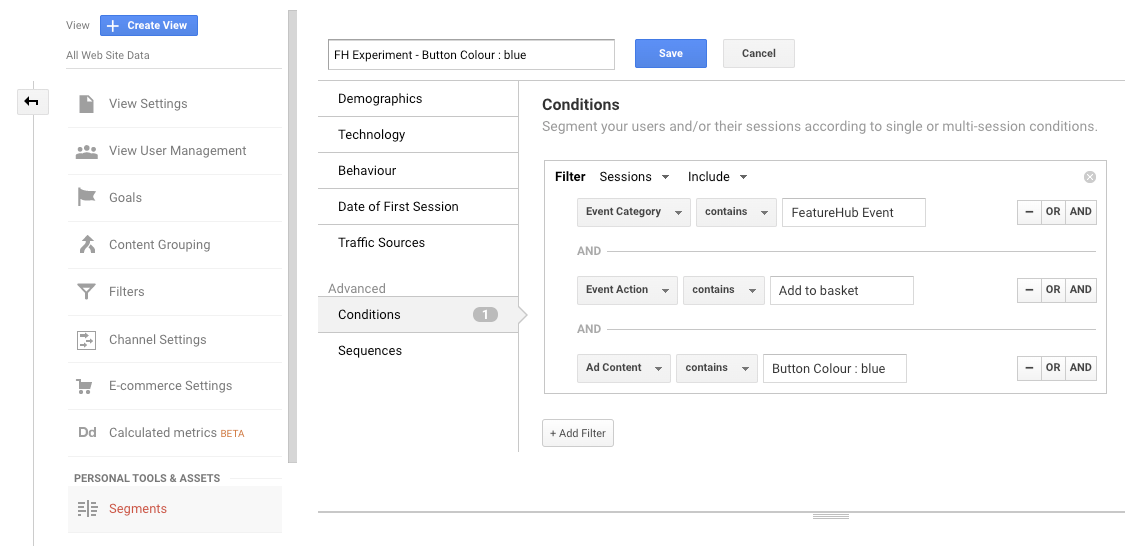 View
Create View
All Web Site Data
View Settings
View User Management
Goals
Content Grouping
Filters
Channel Settings
E-commerce Settings
Dd Calculated metrics BETA
PERSONAL TOOLS & ASSETS
Segments
FH Experiment - Button Colour : blue
Save
Cancel
Demographics
Technology
Behaviour
Date of First Session
Traffic Sources
Advanced
Conditions 1
Sequences
Conditions
Segment your users and/or their sessions according to single or multi-session conditions.
Filter Sessions Include
Event Category contains FeatureHub Event – OR AND
AND
Event Action contains Add to basket – OR AND
AND
Ad Content contains Button Colour : blue – OR AND
+ Add Filter